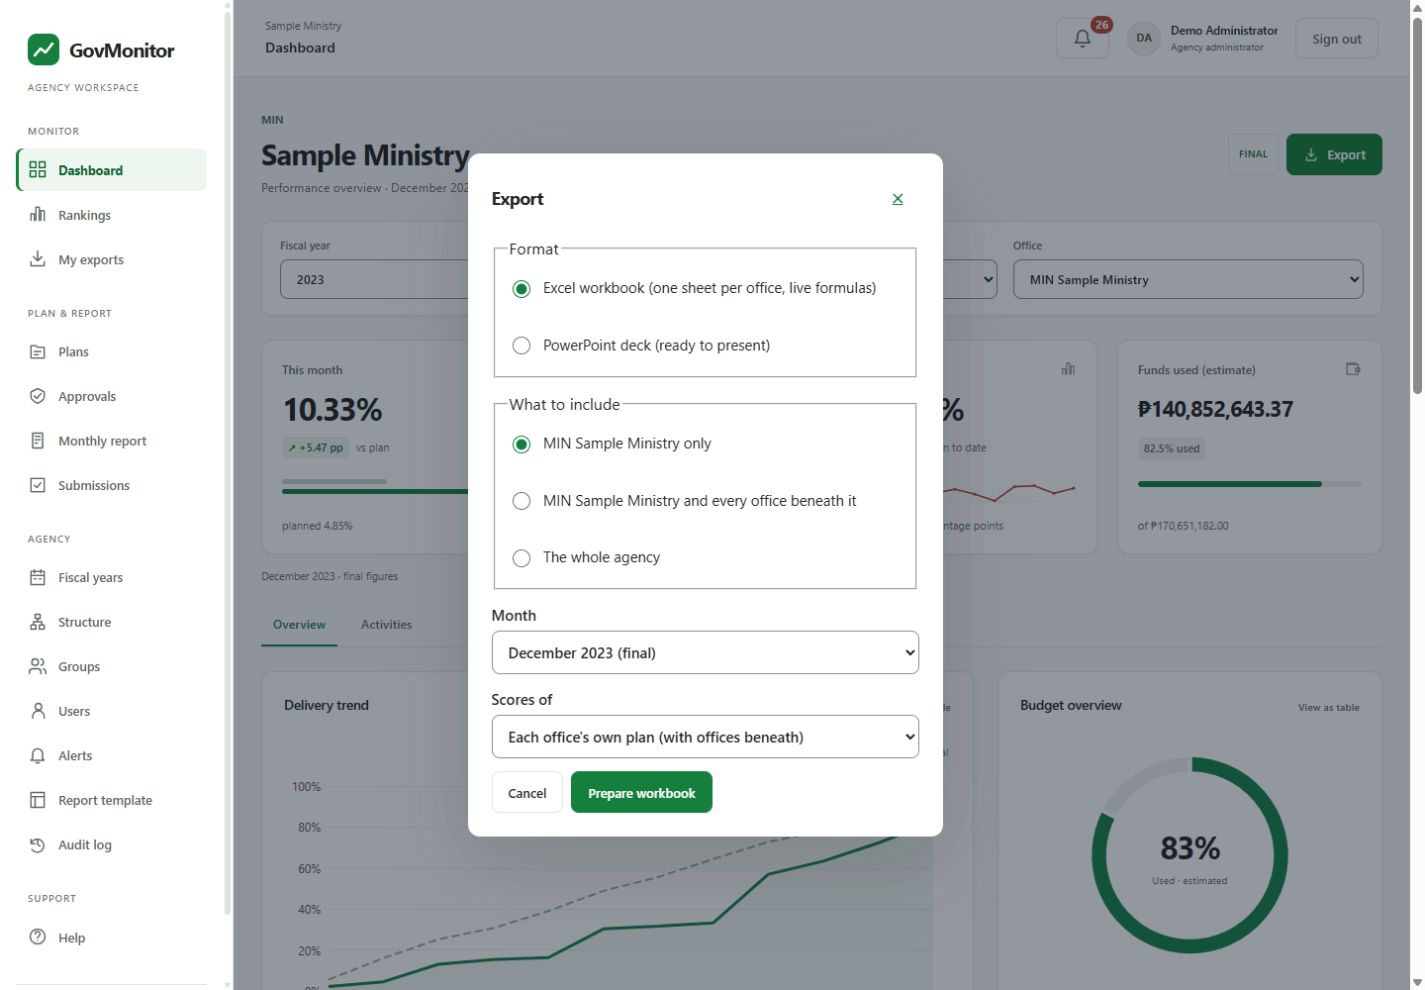 GovMonitor
AGENCY WORKSPACE
MONITOR
Dashboard
Rankings
My exports
PLAN & REPORT
Plans
Approvals
Monthly report
Submissions
AGENCY
Fiscal years
Structure
Groups
Users
Alerts
Report template
Audit log
SUPPORT
Help
Sample Ministry
Dashboard
26
DA
Demo Administrator
Agency administrator
Sign out
MIN
Sample Ministry
Performance overview · December 202
FINAL
Export
Fiscal year
2023
Office
MIN Sample Ministry
This month
10.33%
↗ +5.47 pp vs plan
planned 4.85%
%
n to date
ntage points
Funds used (estimate)
₱140,852,643.37
82.5% used
of ₱170,651,182.00
December 2023 · final figures
Overview
Activities
Delivery trend
le
al
100%
80%
60%
40%
20%
0%
Budget overview
View as table
83%
Used · estimated
Export
×
Format
Excel workbook (one sheet per office, live formulas)
PowerPoint deck (ready to present)
What to include
MIN Sample Ministry only
MIN Sample Ministry and every office beneath it
The whole agency
Month
December 2023 (final)
Scores of
Each office's own plan (with offices beneath)
Cancel
Prepare workbook